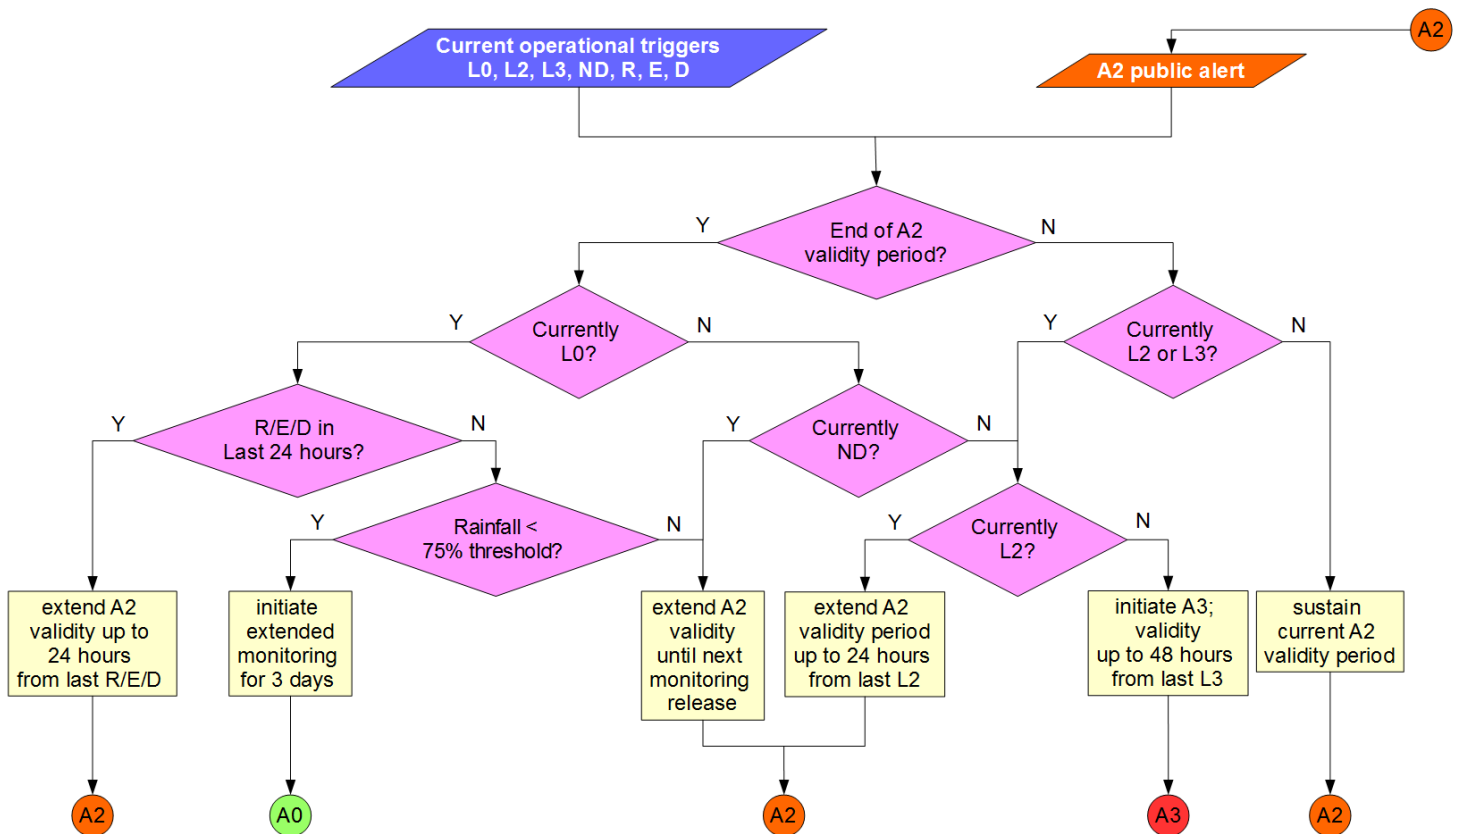 Current operational triggers
L0, L2, L3, ND, R, E, D
A2
A2 public alert
End of A2
validity period?
Y
N
Currently
L0?
Y
N
Currently
L2 or L3?
Y
N
R/E/D in
Last 24 hours?
Y
N
Currently
ND?
Y
N
Rainfall <
75% threshold?
Y
N
Currently
L2?
Y
N
extend A2
validity up to
24 hours
from last R/E/D
initiate
extended
monitoring
for 3 days
extend A2
validity
until next
monitoring
release
extend A2
validity period
up to 24 hours
from last L2
initiate A3;
validity
up to 48 hours
from last L3
sustain
current A2
validity period
A2
A0
A2
A3
A2